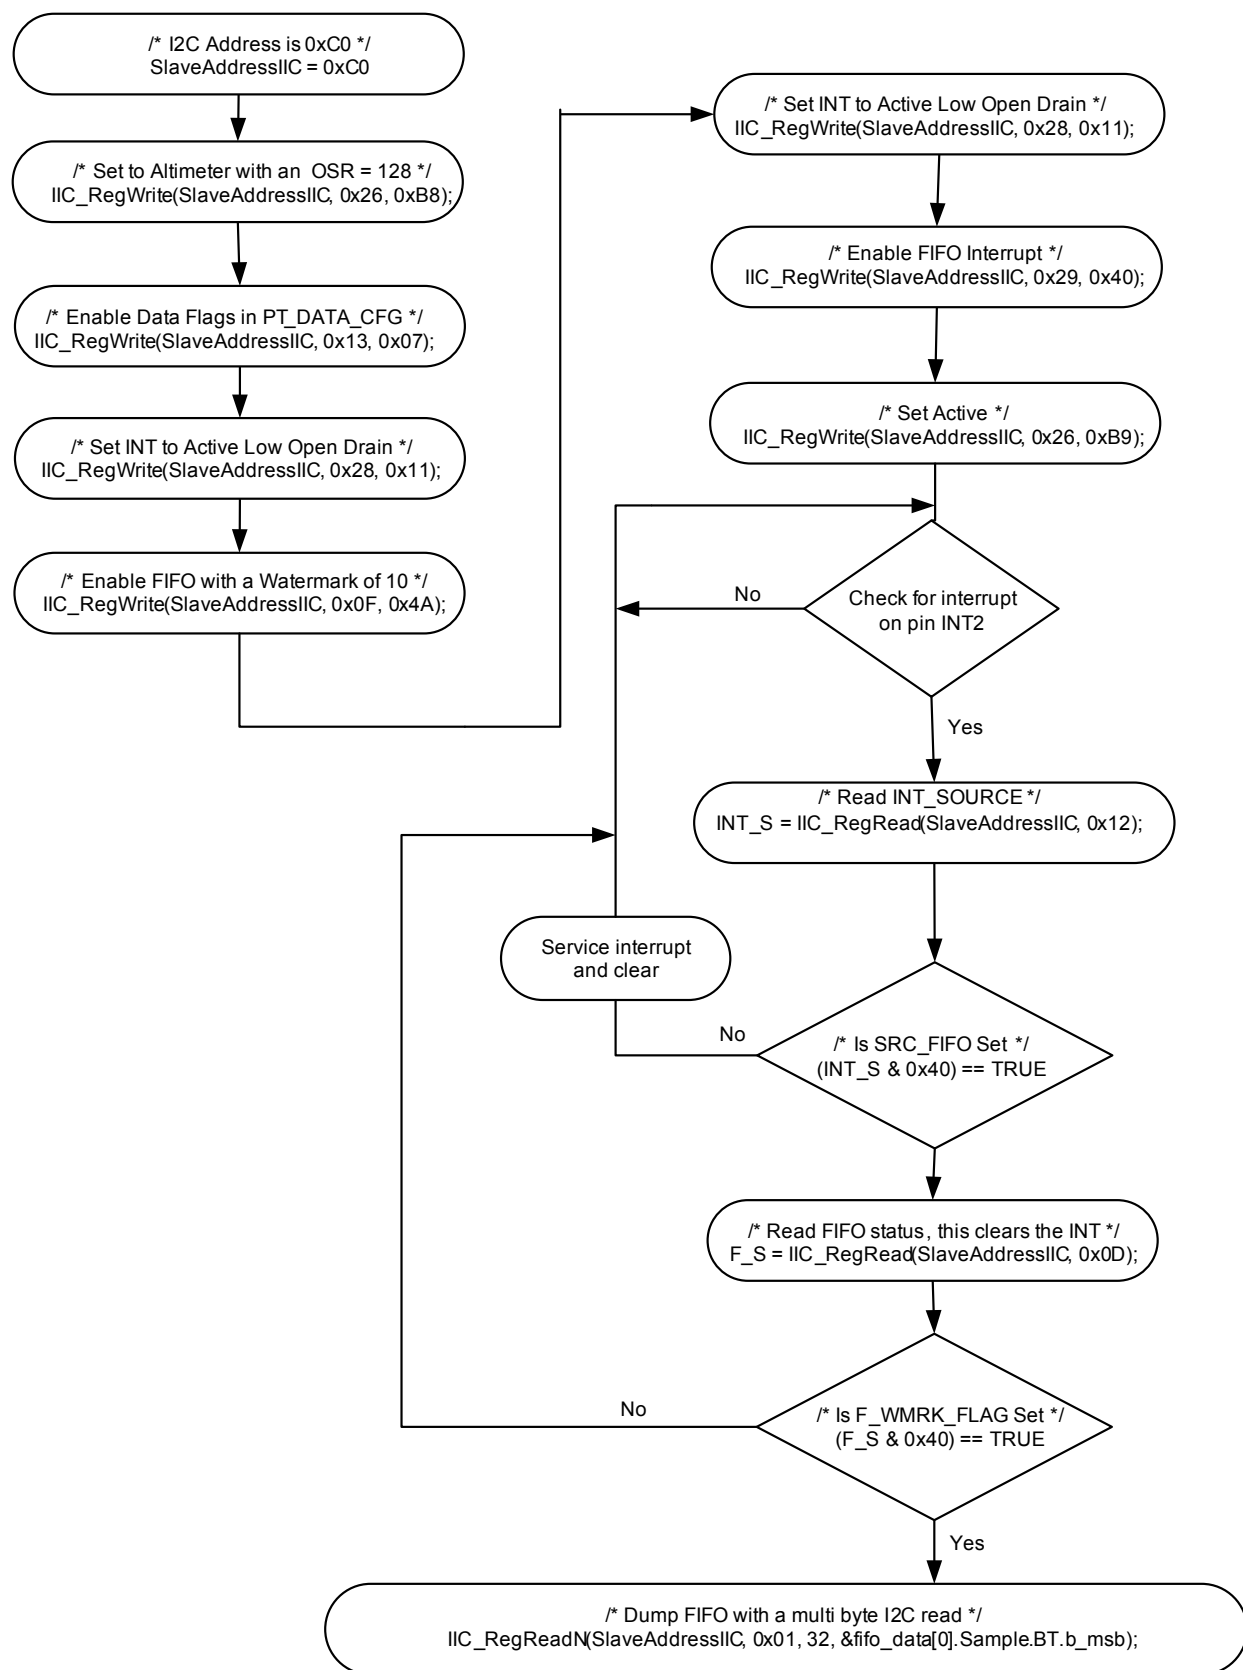 /* I2C Address is 0xC0 */
SlaveAddressIIC = 0xC0
/* Set to Altimeter with an OSR = 128 */
IIC_RegWrite(SlaveAddressIIC, 0x26, 0xB8);
/* Enable Data Flags in PT_DATA_CFG */
IIC_RegWrite(SlaveAddressIIC, 0x13, 0x07);
/* Set INT to Active Low Open Drain */
IIC_RegWrite(SlaveAddressIIC, 0x28, 0x11);
/* Enable FIFO with a Watermark of 10 */
IIC_RegWrite(SlaveAddressIIC, 0x0F, 0x4A);
/* Set INT to Active Low Open Drain */
IIC_RegWrite(SlaveAddressIIC, 0x28, 0x11);
/* Enable FIFO Interrupt */
IIC_RegWrite(SlaveAddressIIC, 0x29, 0x40);
/* Set Active */
IIC_RegWrite(SlaveAddressIIC, 0x26, 0xB9);
Check for interrupt
on pin INT2
No
Yes
/* Read INT_SOURCE */
INT_S = IIC_RegRead(SlaveAddressIIC, 0x12);
Service interrupt
and clear
No
/* Is SRC_FIFO Set */
(INT_S & 0x40) == TRUE
/* Read FIFO status, this clears the INT */
F_S = IIC_RegRead(SlaveAddressIIC, 0x0D);
No
/* Is F_WMRK_FLAG Set */
(F_S & 0x40) == TRUE
Yes
/* Dump FIFO with a multi byte I2C read */
IIC_RegReadN(SlaveAddressIIC, 0x01, 32, &fifo_data[0].Sample.BT.b_msb);